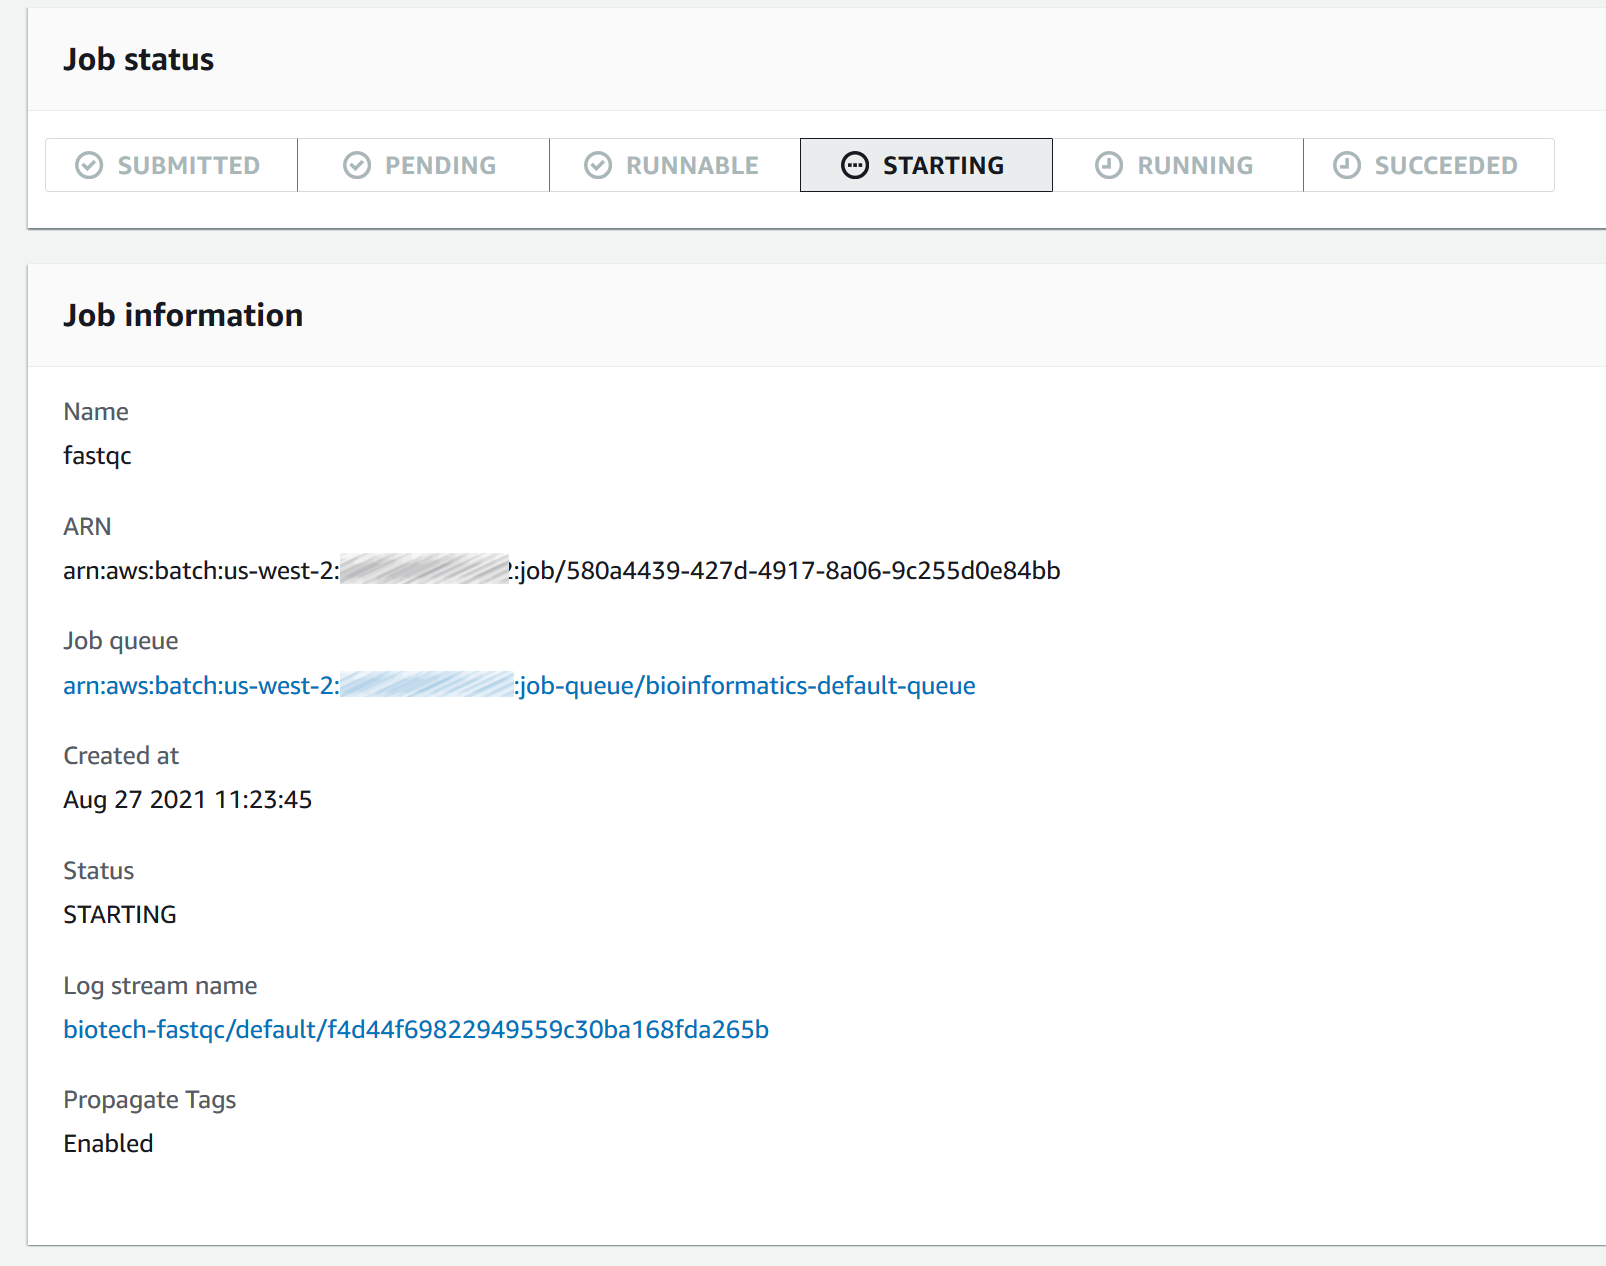 Job status
SUBMITTED PENDING RUNNABLE STARTING RUNNING SUCCEEDED
Job information
Name
fastqc
ARN
arn:aws:batch:us-west-2: :job/580a4439-427d-4917-8a06-9c255d0e84bb
Job queue
arn:aws:batch:us-west-2: :job-queue/bioinformatics-default-queue
Created at
Aug 27 2021 11:23:45
Status
STARTING
Log stream name
biotech-fastqc/default/f4d44f69822949559c30ba168fda265b
Propagate Tags
Enabled